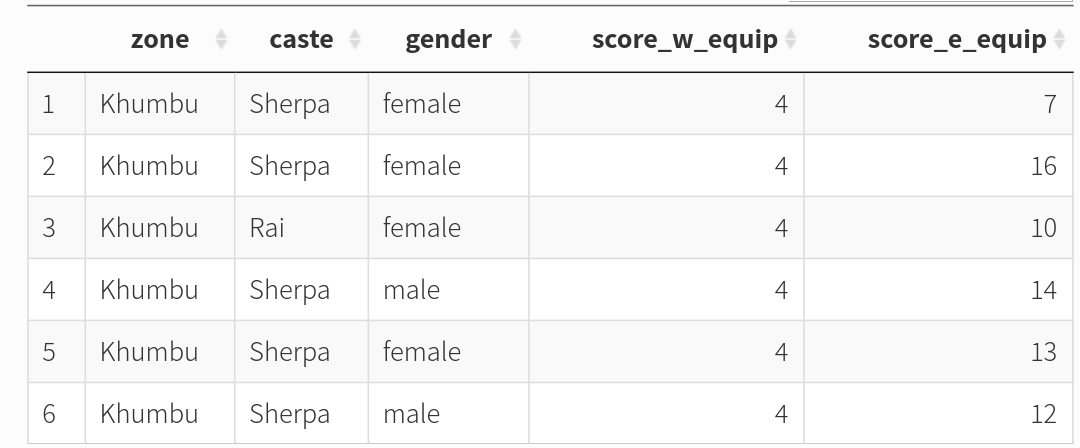 zone caste gender score_w_equip score_e_equip
1 Khumbu Sherpa female 4 7
2 Khumbu Sherpa female 4 16
3 Khumbu Rai female 4 10
4 Khumbu Sherpa male 4 14
5 Khumbu Sherpa female 4 13
6 Khumbu Sherpa male 4 12